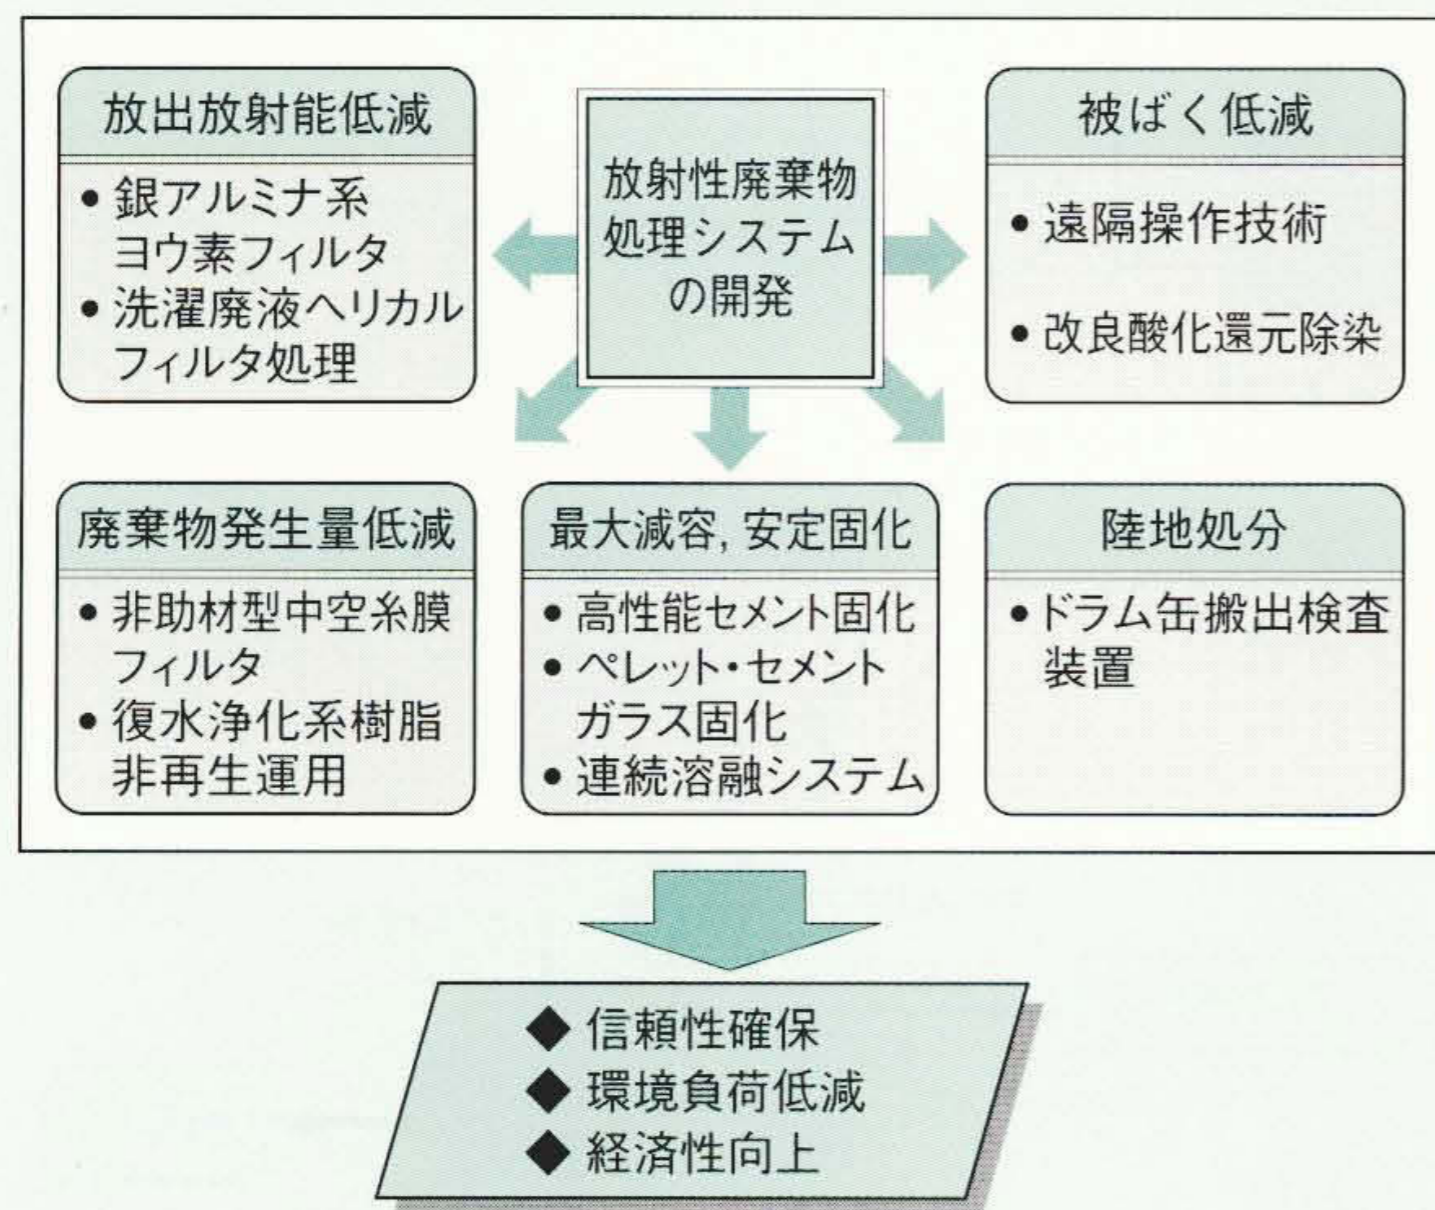 放出放射能低減
• 銀アルミナ系
ヨウ素フィルタ
• 洗濯廃液ヘリカル
フィルタ処理
放射性廃棄物
処理システム
の開発
被ばく低減
• 遠隔操作技術
• 改良酸化還元除染
廃棄物発生量低減
• 非助材型中空糸膜
フィルタ
• 復水浄化系樹脂
非再生運用
最大減容, 安定固化
• 高性能セメント固化
• ペレット・セメント
ガラス固化
• 連続溶融システム
陸地処分
• ドラム缶搬出検査
装置
◆ 信頼性確保
◆ 環境負荷低減
◆ 経済性向上